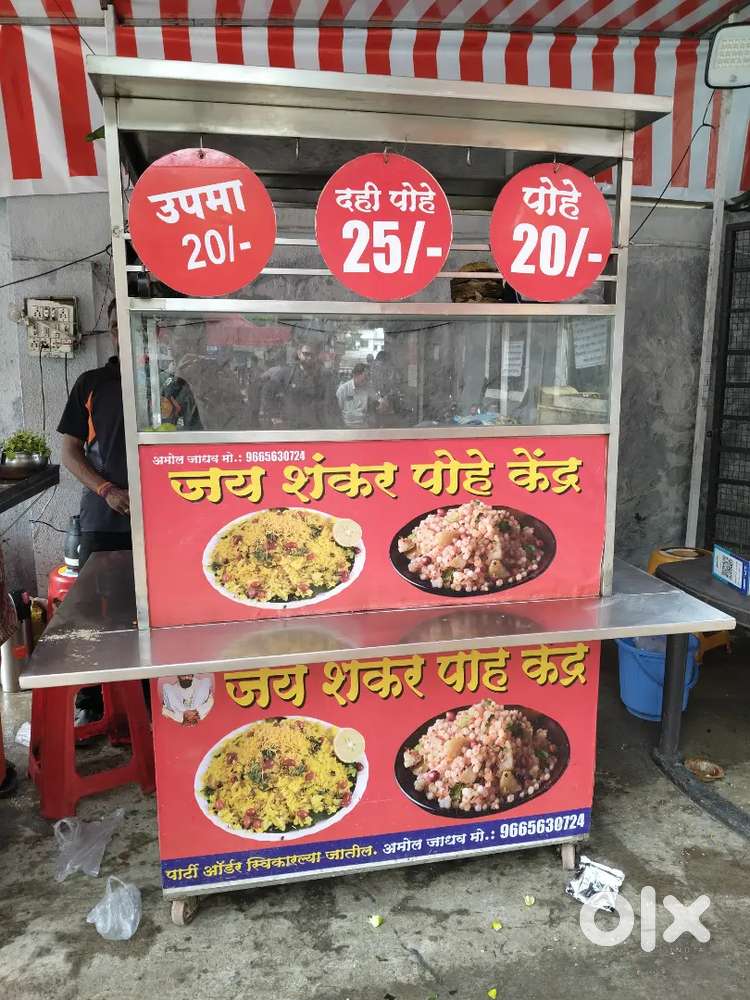 उपमा
20/-
दही पोहे
25/-
पोहे
20/-
अमोल जाधव मो.: 9665630724
जय शंकर पोहे केंद्र
जय शंकर पोहे केंद्र
पार्टी ऑर्डर स्विकारल्या जातील. अमोल जाधव मो.: 9665630724
olx
INDIA